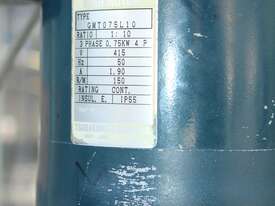 TYPE
GMT075L10
RATIO 1: 10
3 PHASE 0.75KW 4 P
V 415
Hz 50
A 1.90
R/M 150
RATING CONT.
INSUL. E, IP55